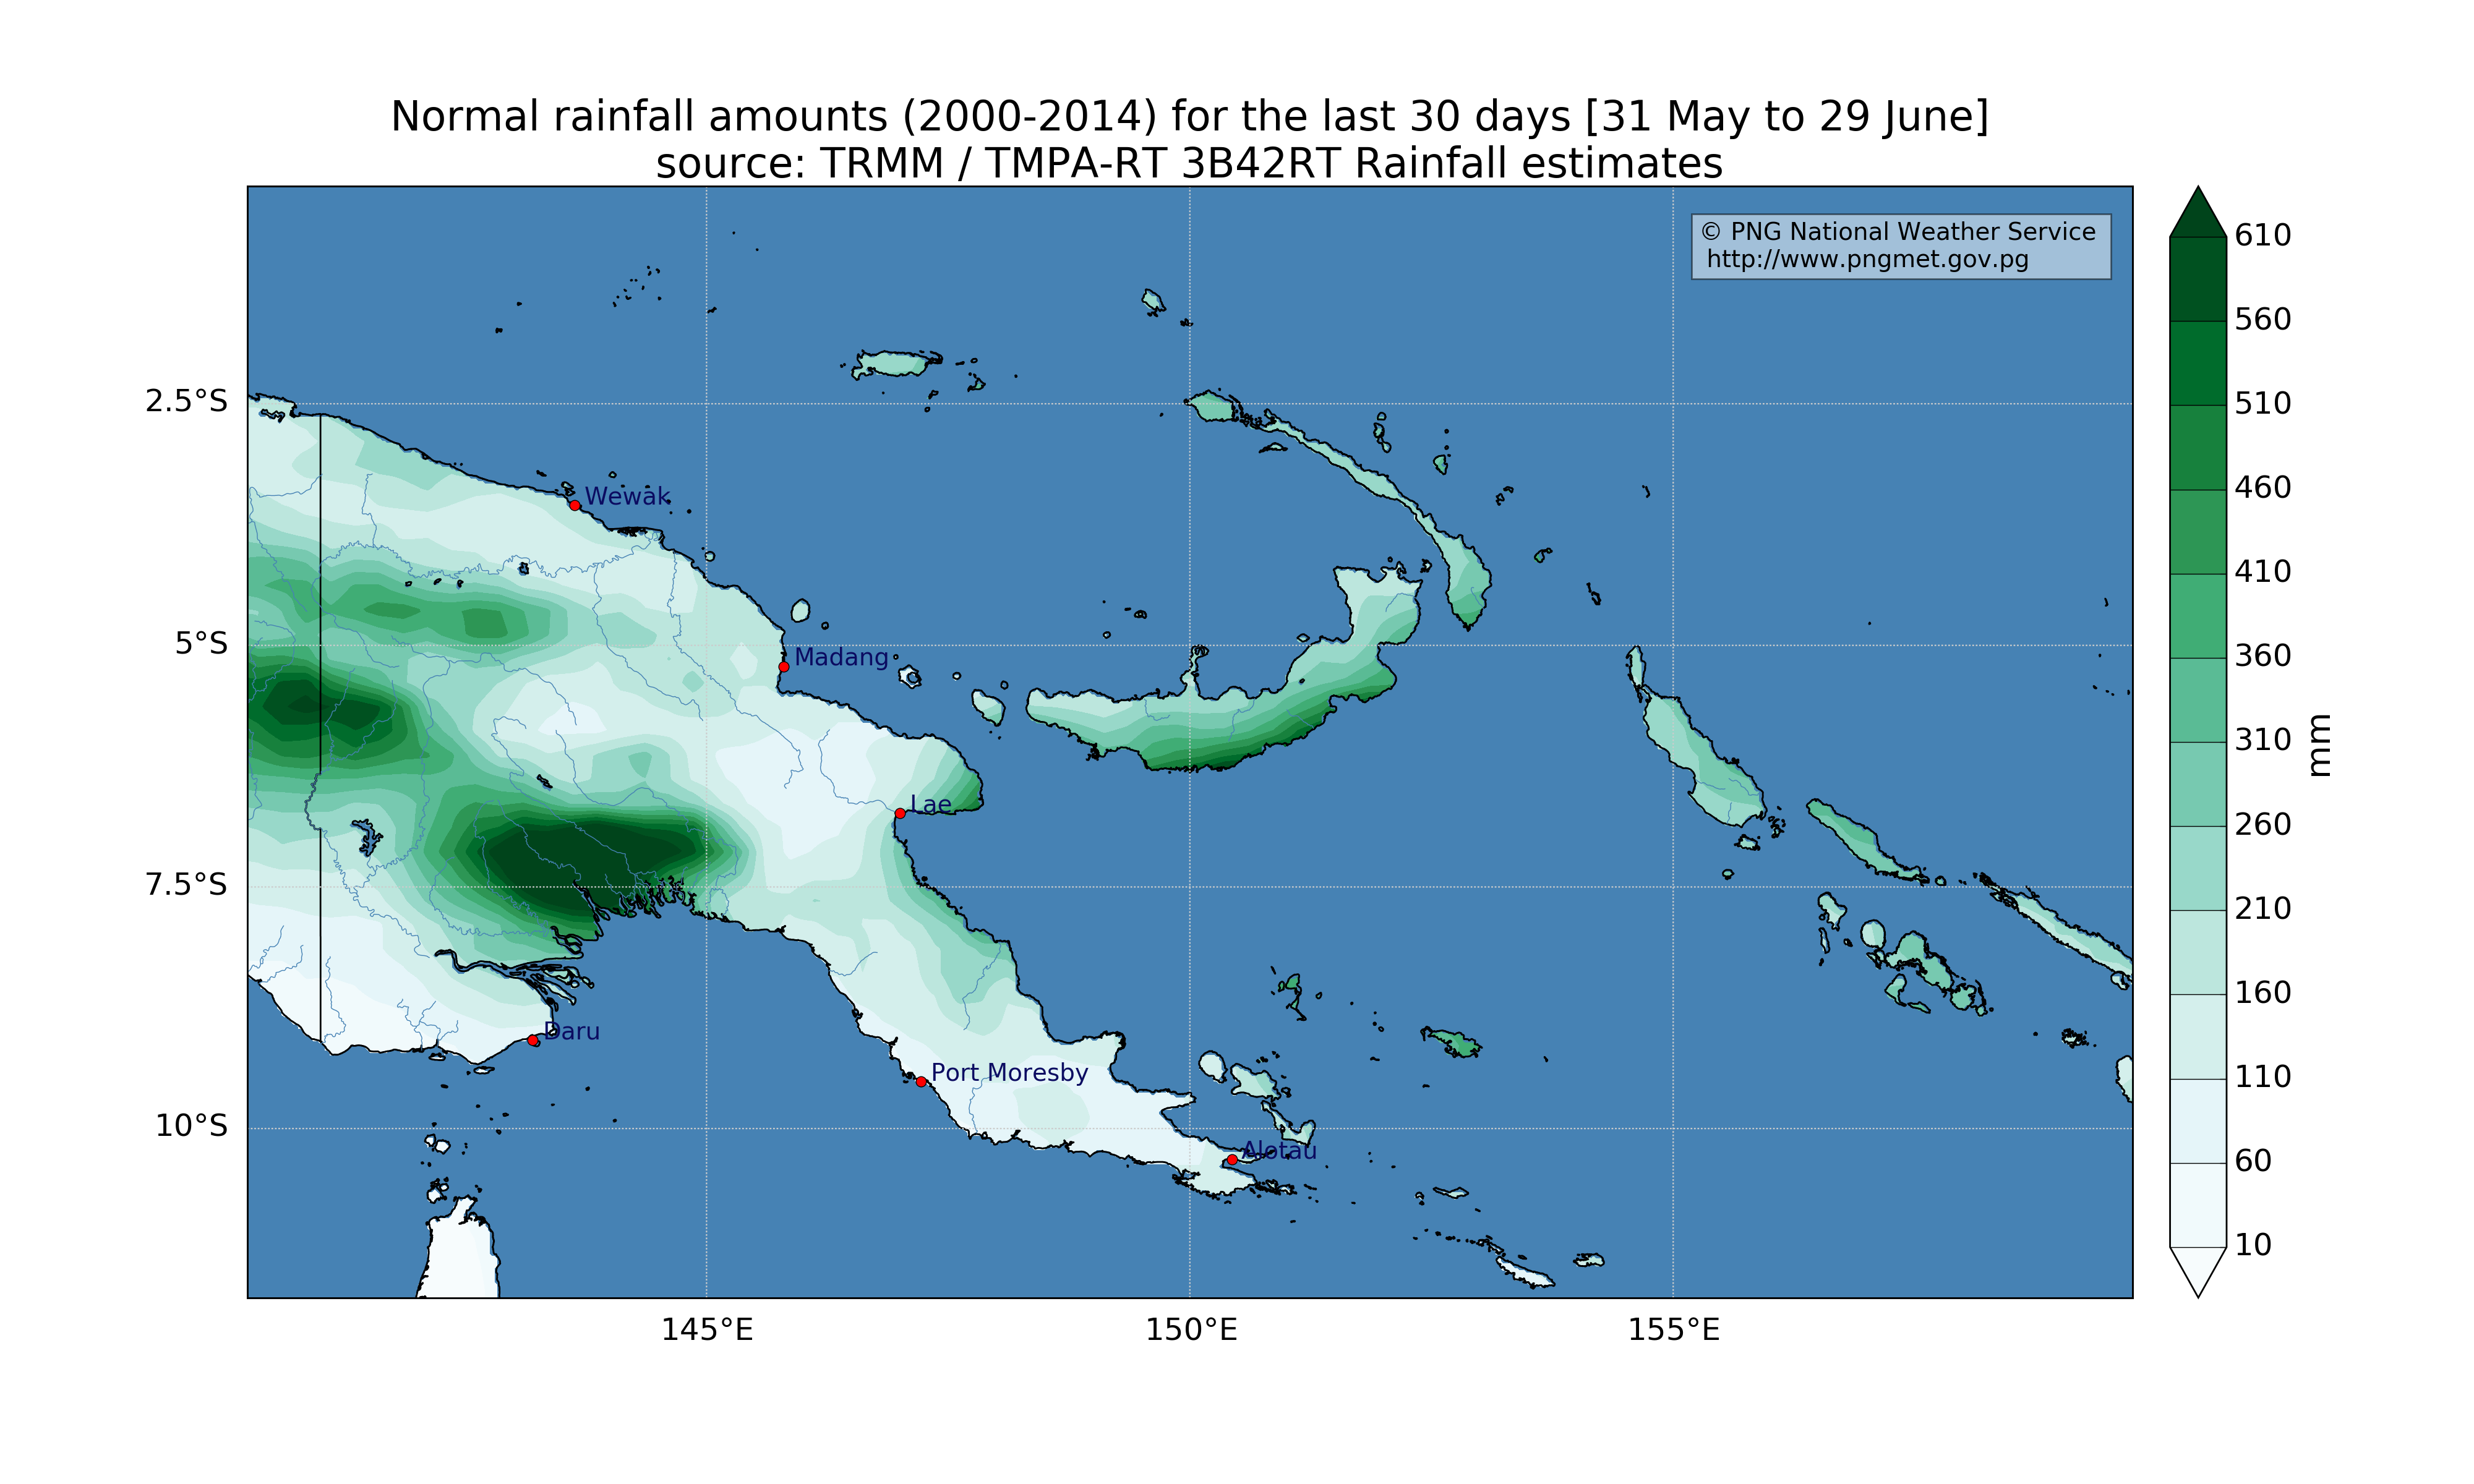 Normal rainfall amounts (2000-2014) for the last 30 days [31 May to 29 June]
source: TRMM / TMPA-RT 3B42RT Rainfall estimates
© PNG National Weather Service
http://www.pngmet.gov.pg
610
560
510
460
410
360
310
260
210
160
110
60
10
mm
2.5°S
5°S
7.5°S
10°S
Wewak
Madang
Lae
Daru
Port Moresby
Alotau
145°E
150°E
155°E